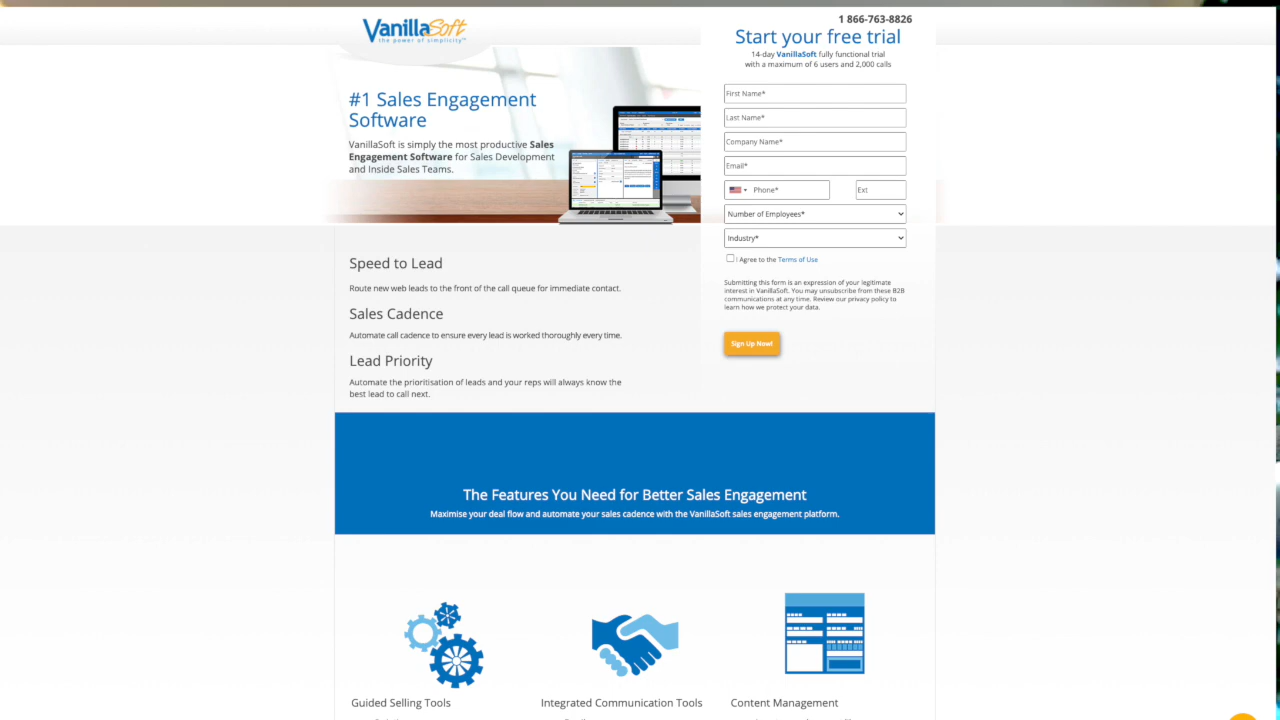 VanillaSoft
the power of simplicity™
1 866-763-8826
Start your free trial
14-day VanillaSoft fully functional trial
with a maximum of 6 users and 2,000 calls
First Name*
Last Name*
Company Name*
Email*
Phone*
Ext
Number of Employees*
Industry*
I Agree to the Terms of Use
Submitting this form is an expression of your legitimate
interest in VanillaSoft. You may unsubscribe from these B2B
communications at any time. Review our privacy policy to
learn how we protect your data.
Sign Up Now!
#1 Sales Engagement
Software
VanillaSoft is simply the most productive Sales
Engagement Software for Sales Development
and Inside Sales Teams.
Speed to Lead
Route new web leads to the front of the call queue for immediate contact.
Sales Cadence
Automate call cadence to ensure every lead is worked thoroughly every time.
Lead Priority
Automate the prioritisation of leads and your reps will always know the
best lead to call next.
The Features You Need for Better Sales Engagement
Maximise your deal flow and automate your sales cadence with the VanillaSoft sales engagement platform.
Guided Selling Tools
Integrated Communication Tools
Content Management